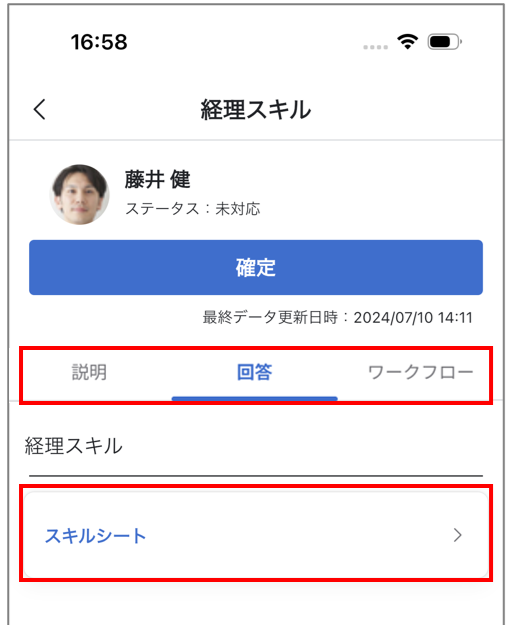 16:58
経理スキル
藤井 健
ステータス：未対応
確定
最終データ更新日時：2024/07/10 14:11
説明 回答 ワークフロー
経理スキル
スキルシート